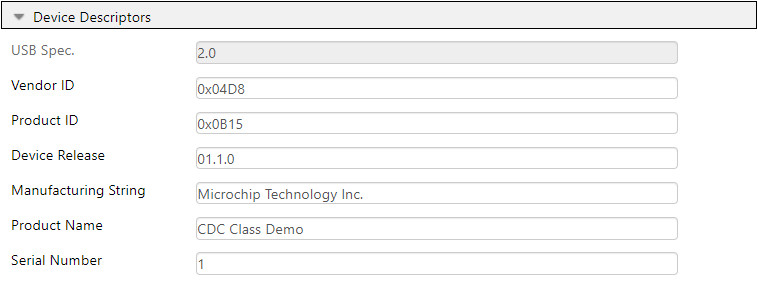 Device Descriptors
USB Spec. 2.0
Vendor ID 0x04D8
Product ID 0x0B15
Device Release 01.1.0
Manufacturing String Microchip Technology Inc.
Product Name CDC Class Demo
Serial Number 1